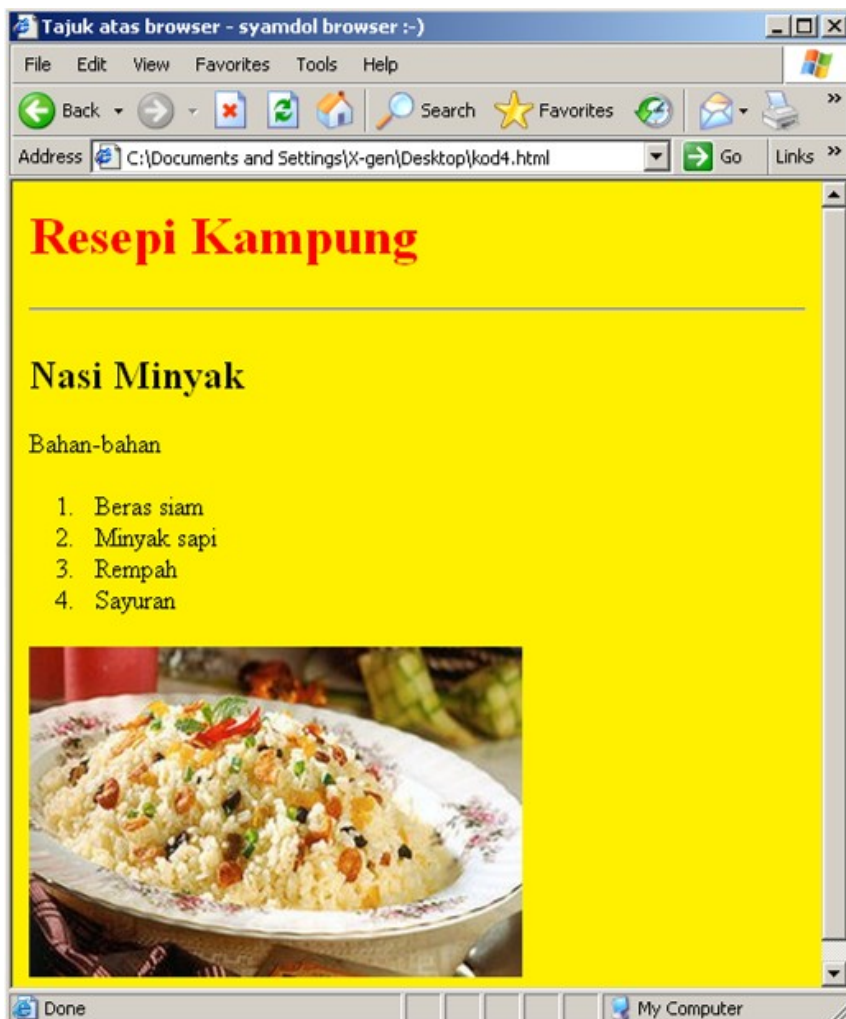 Tajuk atas browser - syamdol browser :-)
File Edit View Favorites Tools Help
Back Search Favorites »
Address C:\Documents and Settings\X-gen\Desktop\kod4.html Go Links »
Resepi Kampung
Nasi Minyak
Bahan-bahan
1. Beras siam
2. Minyak sapi
3. Rempah
4. Sayuran
Done My Computer